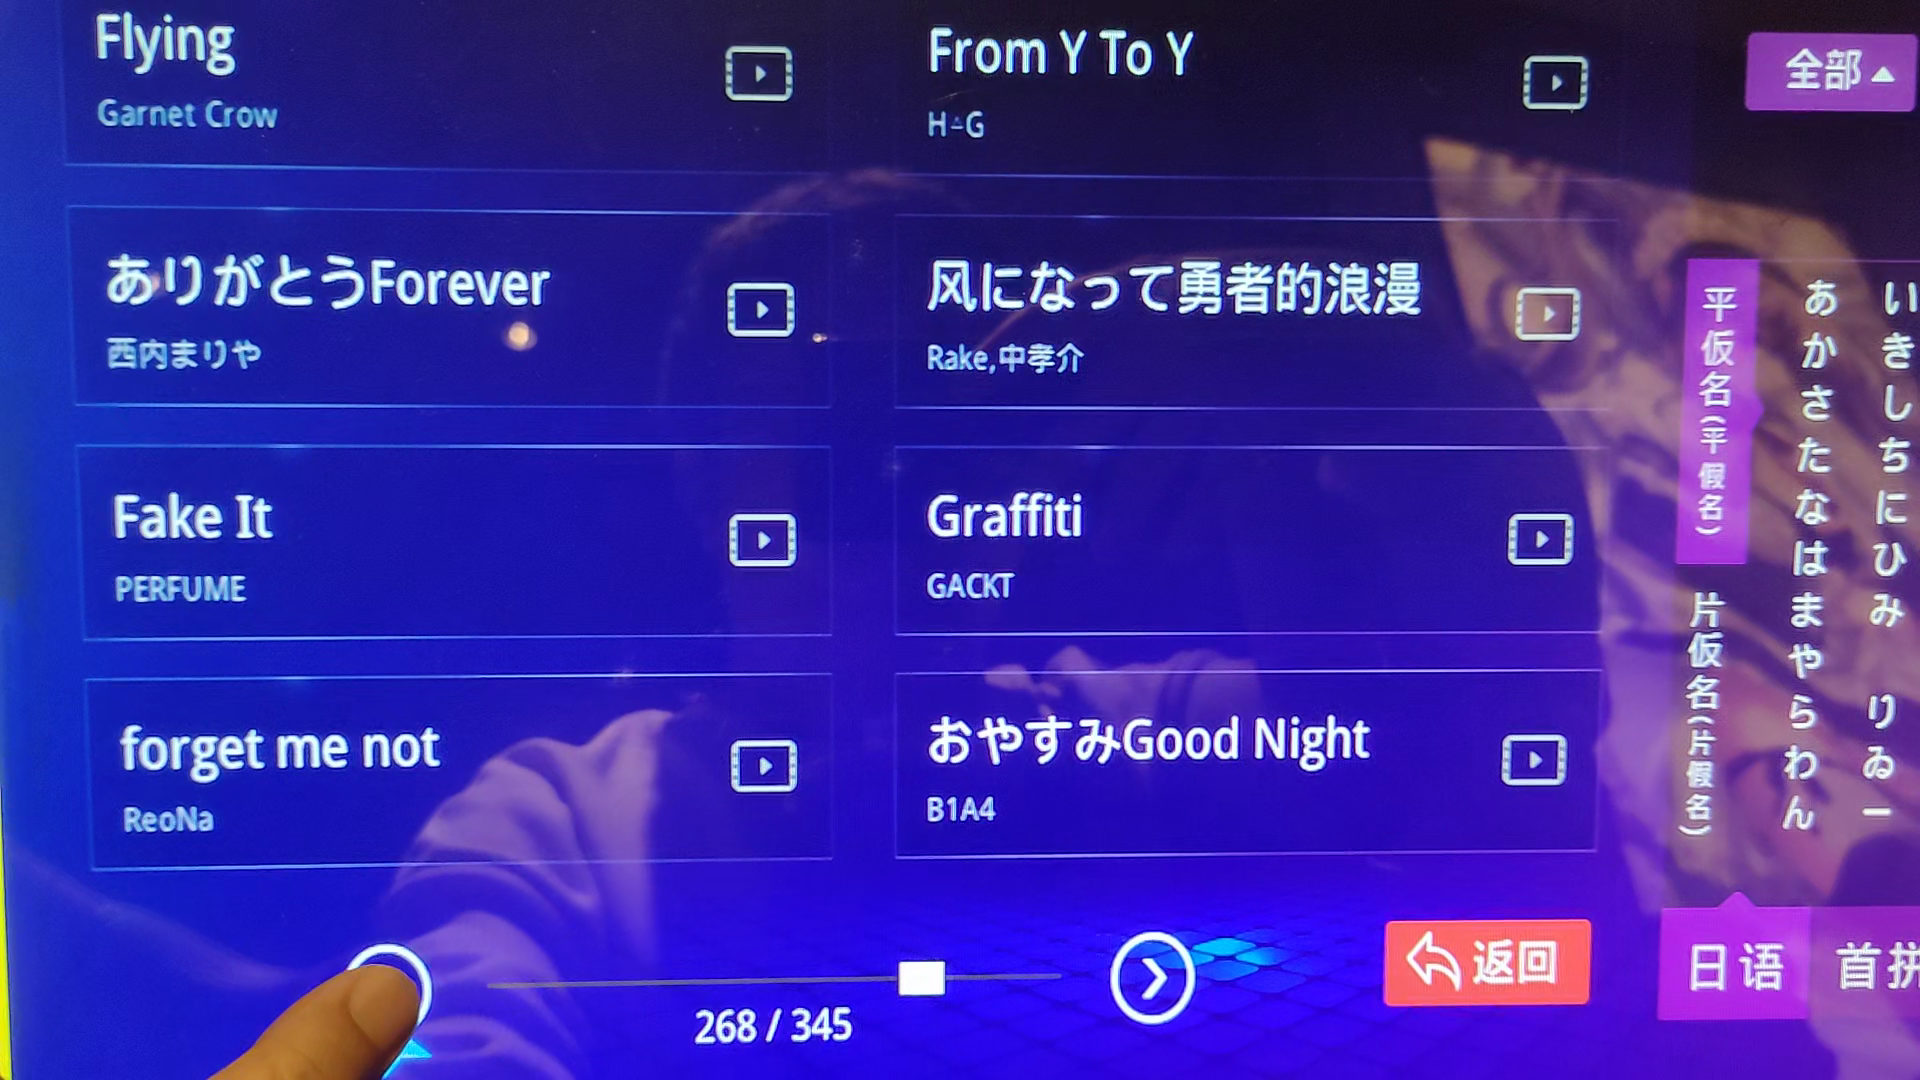 Flying
Garnet Crow
From Y To Y
H△G
ありがとうForever
西内まりや
风になって勇者的浪漫
Rake,中孝介
Fake It
PERFUME
Graffiti
GACKT
forget me not
ReoNa
おやすみGood Night
B1A4
268 / 345
返回
全部▲
平仮名(平假名)
片仮名(片假名)
あかさたなはまやらわん
いきしちにひみ りゐー
日语
首拼